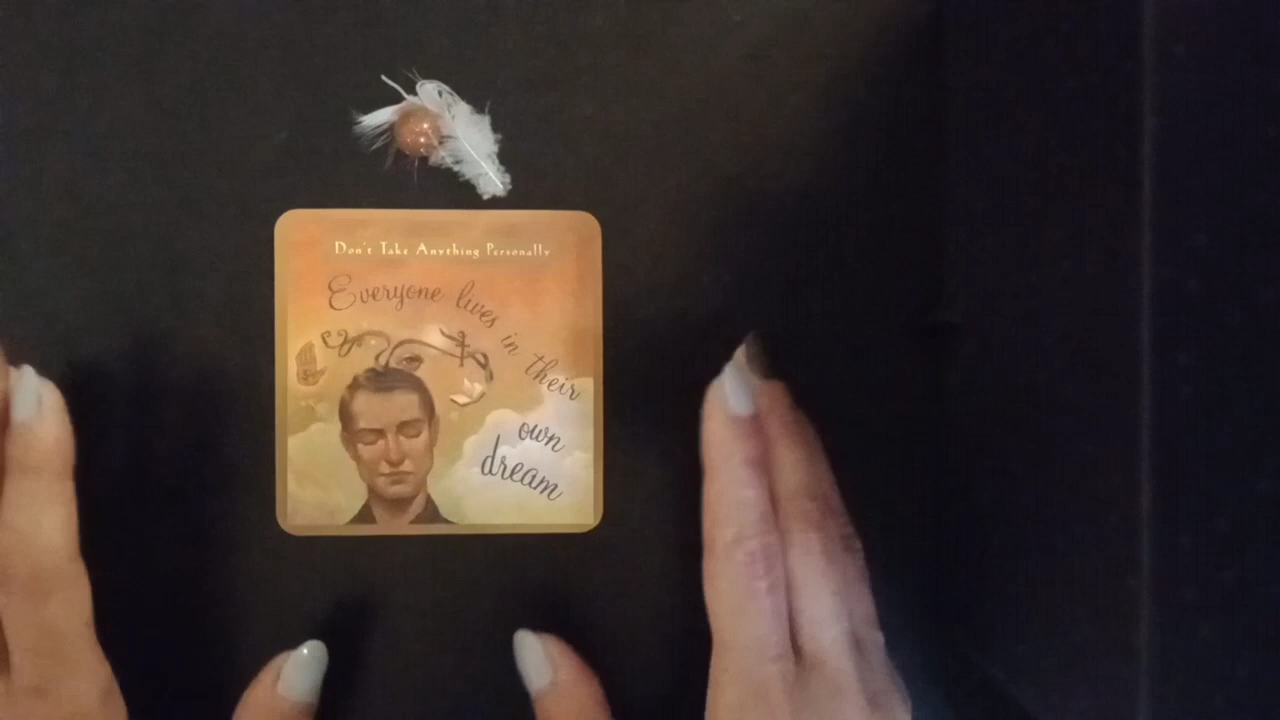 Don't Take Anything Personally
Everyone lives
in their
own
dream